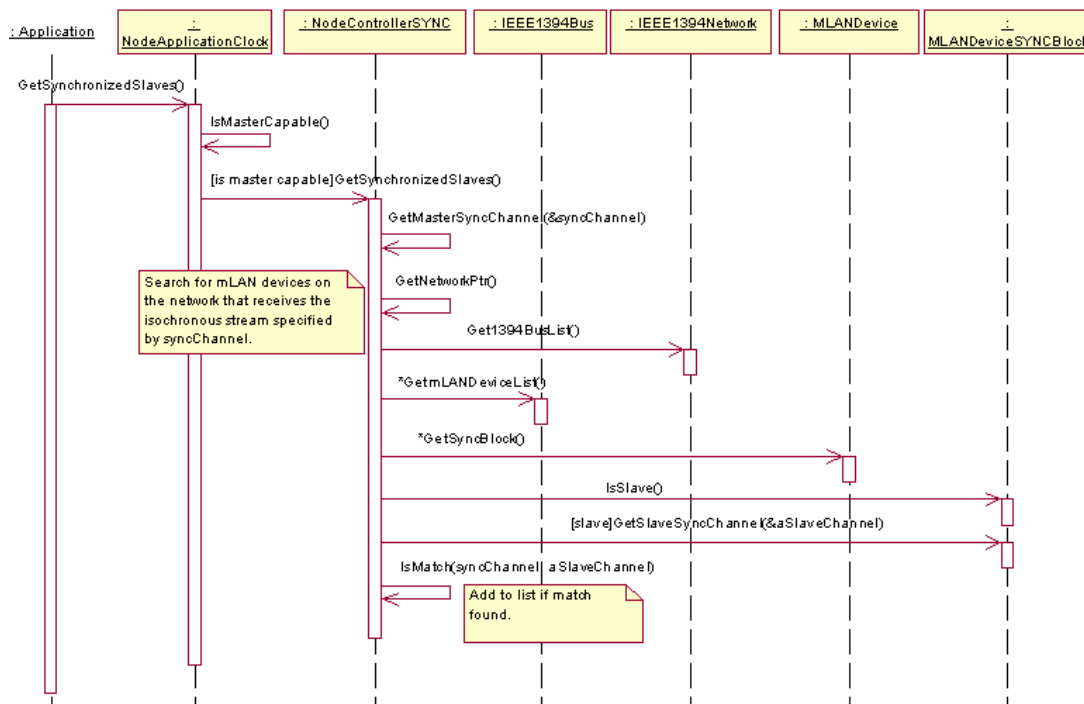 : Application
:
NodeApplicationClock
: NodeControllerSYNC
: IEEE1394Bus
: IEEE1394Network
: MLANDevice
:
MLANDeviceSYNCBlock
GetSynchronizedSlaves()
IsMasterCapable()
[is master capable]GetSynchronizedSlaves()
GetMasterSyncChannel(&syncChannel)
Search for mLAN devices on
the network that receives the
isochronous stream specified
by syncChannel.
GetNetworkPtr()
Get1394BusList()
*GetmLANDeviceList()
*GetSyncBlock()
IsSlave()
[slave]GetSlaveSyncChannel(&aSlaveChannel)
IsMatch(syncChannel, aSlaveChannel)
Add to list if match
found.